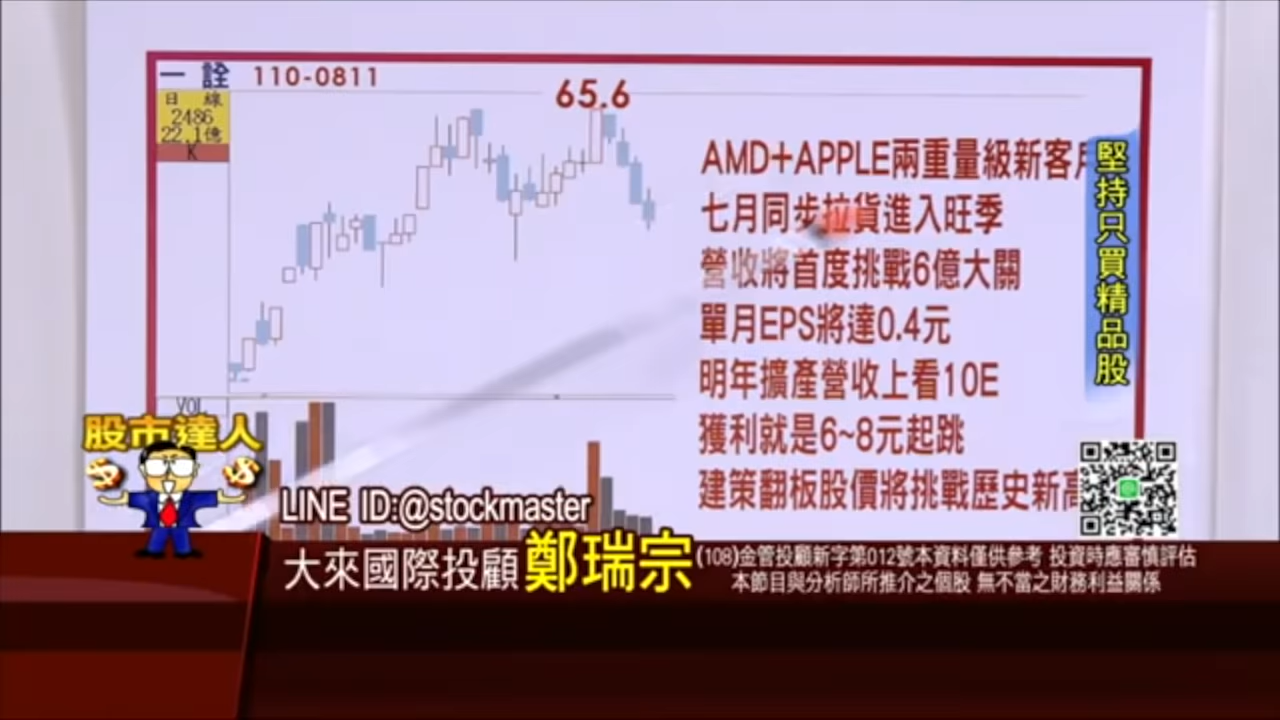 一 詮 110-0811
日 線
2486
22.1億
K
65.6
AMD+APPLE兩重量級新客戶
七月同步拉貨進入旺季
營收將首度挑戰6億大關
單月EPS將達0.4元
明年擴產營收上看10E
獲利就是6~8元起跳
建策翻板股價將挑戰歷史新高
堅持只買精品股
VOL
股市達人
LINE ID:@stockmaster
大來國際投顧 鄭瑞宗
(108)金管投顧新字第012號本資料僅供參考 投資時應審慎評估
本節目與分析師所推介之個股 無不當之財務利益關係